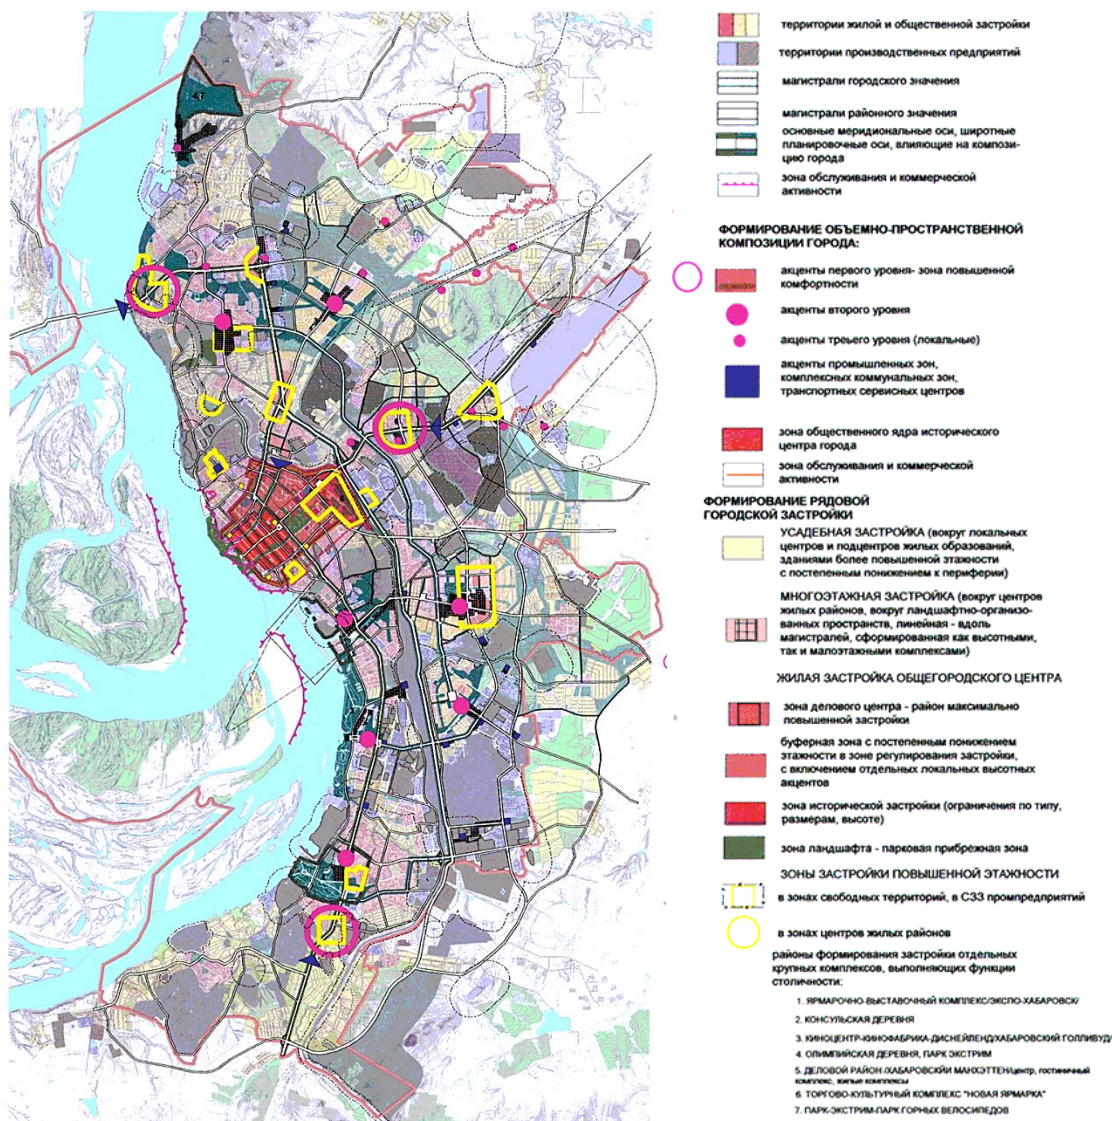 территории жилой и общественной застройки
территории производственных предприятий
магистрали городского значения
магистрали районного значения
основные меридиональные оси, широтные
планировочные оси, влияющие на компози-
цию города
зона обслуживания и коммерческой
активности
ФОРМИРОВАНИЕ ОБЪЕМНО-ПРОСТРАНСТВЕННОЙ
КОМПОЗИЦИИ ГОРОДА:
акценты первого уровня- зона повышенной
комфортности
акценты второго уровня
акценты третьего уровня (локальные)
акценты промышленных зон,
комплексных коммунальных зон,
транспортных сервисных центров
зона общественного ядра исторического
центра города
зона обслуживания и коммерческой
активности
ФОРМИРОВАНИЕ РЯДОВОЙ
ГОРОДСКОЙ ЗАСТРОЙКИ
УСАДЕБНАЯ ЗАСТРОЙКА (вокруг локальных
центров и подцентров жилых образований,
зданиями более повышенной этажности
с постепенным понижением к периферии)
МНОГОЭТАЖНАЯ ЗАСТРОЙКА (вокруг центров
жилых районов, вокруг ландшафтно-организо-
ванных пространств, линейная - вдоль
магистралей, сформированная как высотными,
так и малоэтажными комплексами)
ЖИЛАЯ ЗАСТРОЙКА ОБЩЕГОРОДСКОГО ЦЕНТРА
зона делового центра - район максимально
повышенной застройки
буферная зона с постепенным понижением
этажности в зоне регулирования застройки,
с включением отдельных локальных высотных
акцентов
зона исторической застройки (ограничения по типу,
размерам, высоте)
зона ландшафта - парковая прибрежная зона
ЗОНЫ ЗАСТРОЙКИ ПОВЫШЕННОЙ ЭТАЖНОСТИ
в зонах свободных территорий, в СЗЗ промпредприятий
в зонах центров жилых районов
районы формирования застройки отдельных
крупных комплексов, выполняющих функции
столичности:
1. ЯРМАРОЧНО-ВЫСТАВОЧНЫЙ КОМПЛЕКС/ЭКСПО-ХАБАРОВСК/
2. КОНСУЛЬСКАЯ ДЕРЕВНЯ
3. КИНОЦЕНТР-КИНОФАБРИКА-ДИСНЕЙЛЕНД/ХАБАРОВСКИЙ ГОЛЛИВУД/
4. ОЛИМПИЙСКАЯ ДЕРЕВНЯ, ПАРК ЭКСТРИМ
5. ДЕЛОВОЙ РАЙОН /ХАБАРОВСКИЙ МАНХЭТТЕН/центр, гостиничный
комплекс, жилые комплексы
6. ТОРГОВО-КУЛЬТУРНЫЙ КОМПЛЕКС "НОВАЯ ЯРМАРКА"
7. ПАРК-ЭКСТРИМ-ПАРК ГОРНЫХ ВЕЛОСИПЕДОВ